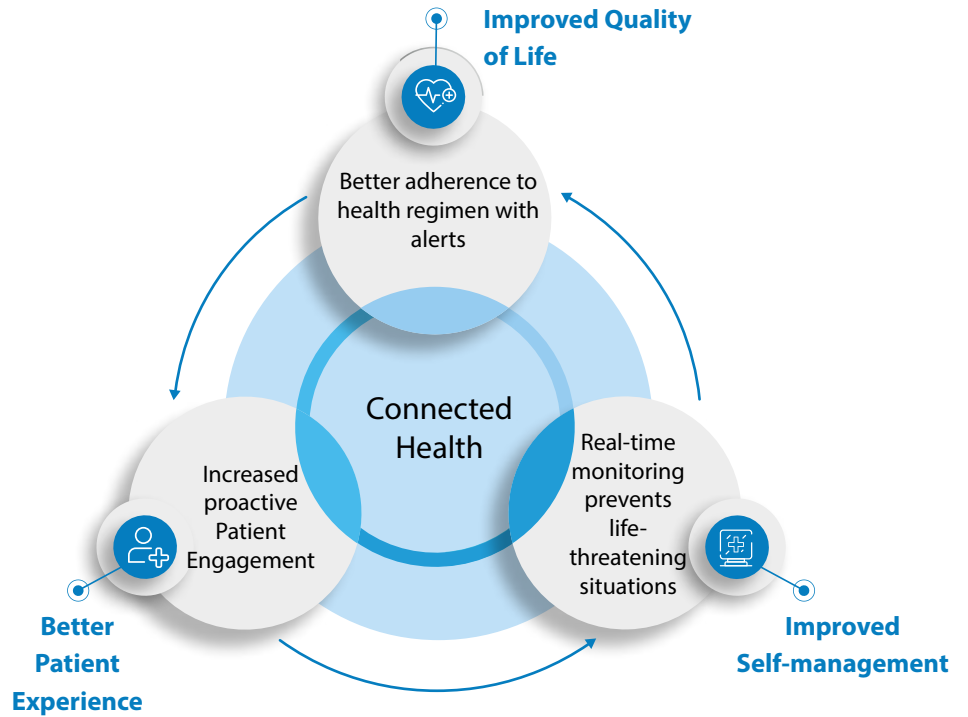 Improved Quality
of Life
Better adherence to
health regimen with
alerts
Connected
Health
Increased
proactive
Patient
Engagement
Real-time
monitoring
prevents
life-
threatening
situations
Better
Patient
Experience
Improved
Self-management